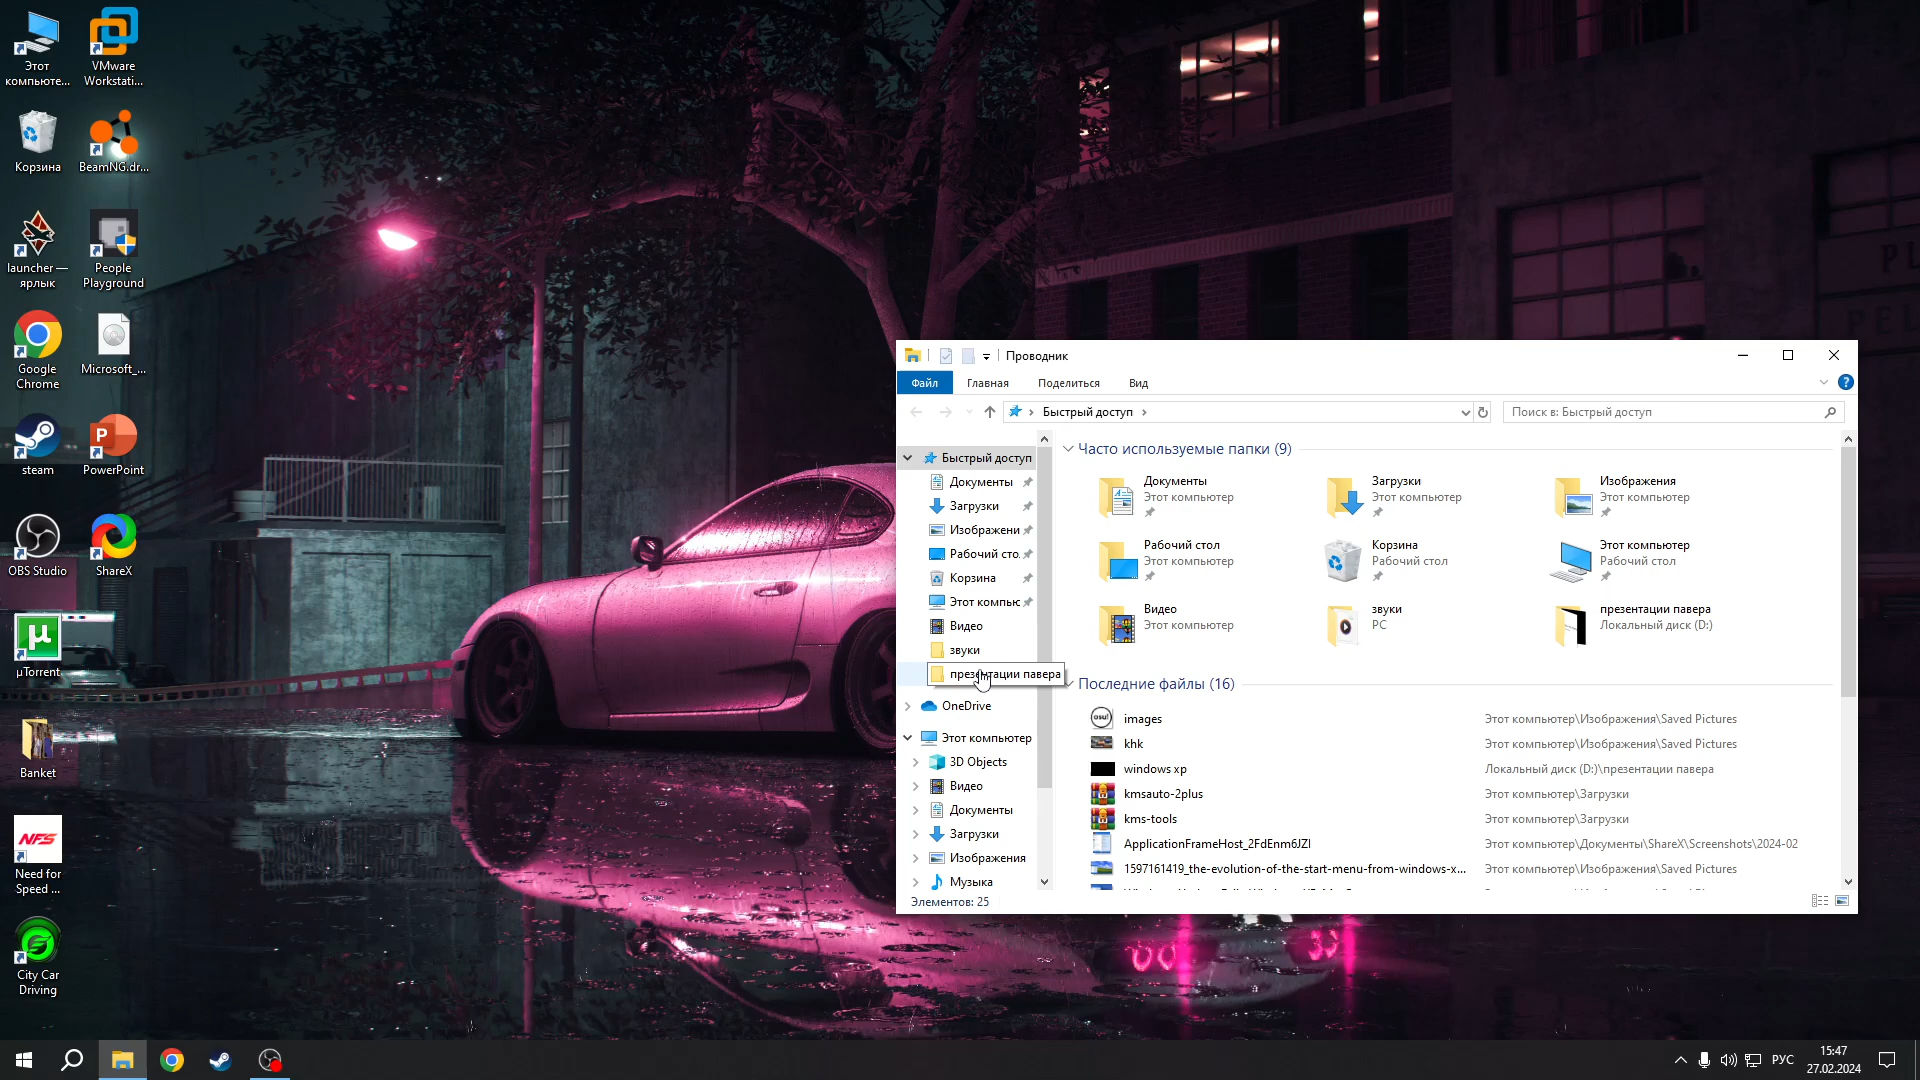 Этот
компьюте...
VMware
Workstati...
Корзина
BeamNG.dr...
launcher —
ярлык
People
Playground
Google
Chrome
Microsoft_...
steam
PowerPoint
OBS Studio
ShareX
µTorrent
Banket
NFS
Need for
Speed ...
City Car
Driving
Проводник
Файл
Главная
Поделиться
Вид
Быстрый доступ
Поиск в: Быстрый доступ
Быстрый доступ
Документы
Загрузки
Изображени
Рабочий сто.
Корзина
Этот компьк
Видео
звуки
презентации павера
OneDrive
Этот компьютер
3D Objects
Видео
Документы
Загрузки
Изображения
Музыка
Часто используемые папки (9)
Документы
Этот компьютер
Загрузки
Этот компьютер
Изображения
Этот компьютер
Рабочий стол
Этот компьютер
Корзина
Рабочий стол
Этот компьютер
Рабочий стол
Видео
Этот компьютер
звуки
PC
презентации павера
Локальный диск (D:)
Последние файлы (16)
osu!
images
Этот компьютер\Изображения\Saved Pictures
khk
Этот компьютер\Изображения\Saved Pictures
windows xp
Локальный диск (D:)\презентации павера
kmsauto-2plus
Этот компьютер\Загрузки
kms-tools
Этот компьютер\Загрузки
ApplicationFrameHost_2FdEnm6JZI
Этот компьютер\Документы\ShareX\Screenshots\2024-02
1597161419_the-evolution-of-the-start-menu-from-windows-x...
Этот компьютер\Изображения\Saved Pictures
Элементов: 25
РУС
15:47
27.02.2024